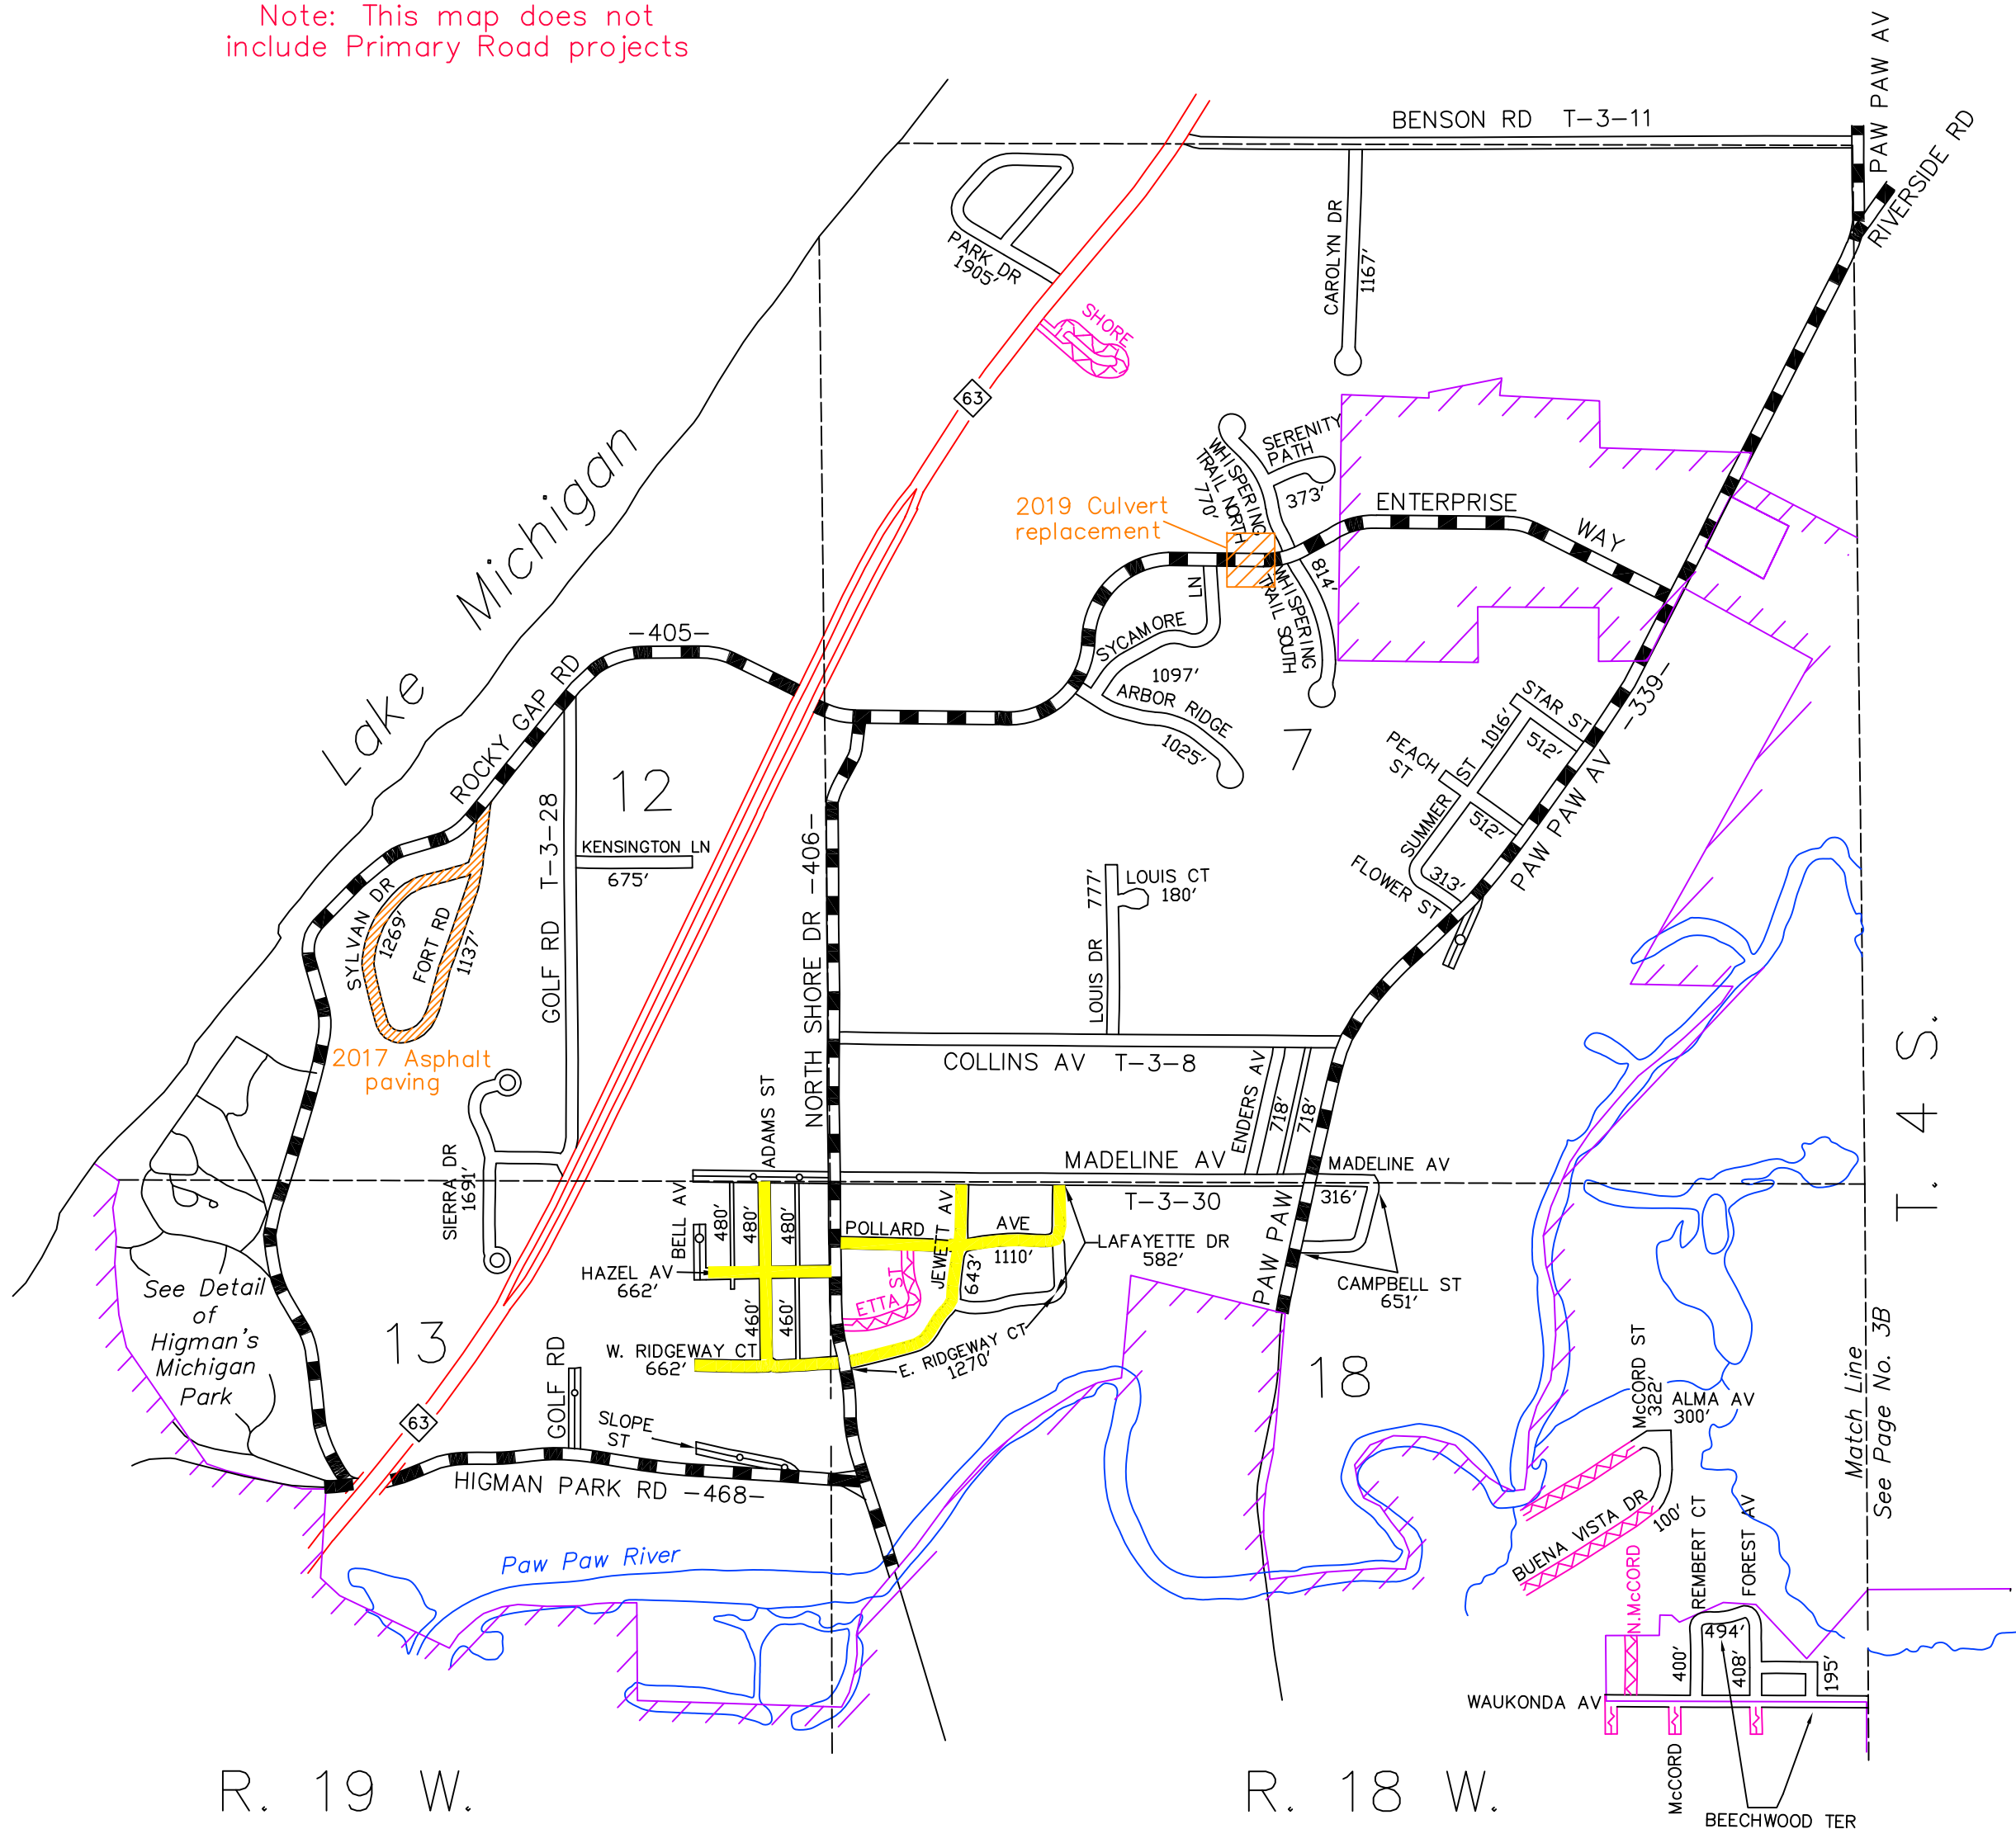 Note: This map does not
include Primary Road projects
PAW PAW AV
RIVERSIDE RD
BENSON RD T-3-11
PARK DR
1905'
CAROLYN DR
1167'
SHORE
63
Lake Michigan
SERENITY
PATH
373'
WHISPERING
TRAIL NORTH
770'
2019 Culvert
replacement
ENTERPRISE WAY
814'
WHISPERING
TRAIL SOUTH
SYCAMORE LN
1097'
ARBOR RIDGE
1025'
-405-
ROCKY GAP RD
7
12
STAR ST
512'
1016'
PEACH
ST
SUMMER ST
512'
313'
FLOWER ST
PAW PAW AV
-339-
GOLF RD T-3-28
KENSINGTON LN
675'
NORTH SHORE DR -406-
SYLVAN DR
1269'
FORT RD
1137'
2017 Asphalt
paving
777'
LOUIS CT
180'
LOUIS DR
COLLINS AV T-3-8
ENDERS AV
718'
718'
T. 4 S.
SIERRA DR
1691'
ADAMS ST
MADELINE AV
T-3-30
MADELINE AV
316'
BELL AV
480'
480'
480'
POLLARD AVE
1110'
JEWETT AV
643'
LAFAYETTE DR
582'
PAW PAW
CAMPBELL ST
651'
HAZEL AV
662'
ETTA ST
460'
460'
W. RIDGEWAY CT
662'
E. RIDGEWAY CT
1270'
See Detail
of
Higman's
Michigan
Park
13
18
63
GOLF RD
SLOPE
ST
HIGMAN PARK RD -468-
Paw Paw River
McCORD ST
322'
ALMA AV
300'
BUENA VISTA DR
100'
Match Line
See Page No. 3B
N.McCORD
REMBERT CT
FOREST AV
494'
400'
408'
195'
WAUKONDA AV
McCORD
BEECHWOOD TER
R. 19 W.
R. 18 W.